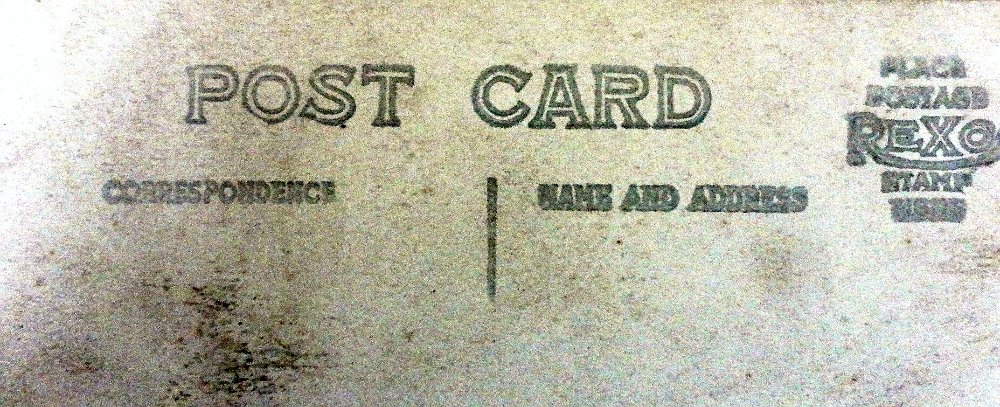 POST CARD
CORRESPONDENCE
NAME AND ADDRESS
PLACE
POSTAGE
REXO
STAMP
HERE